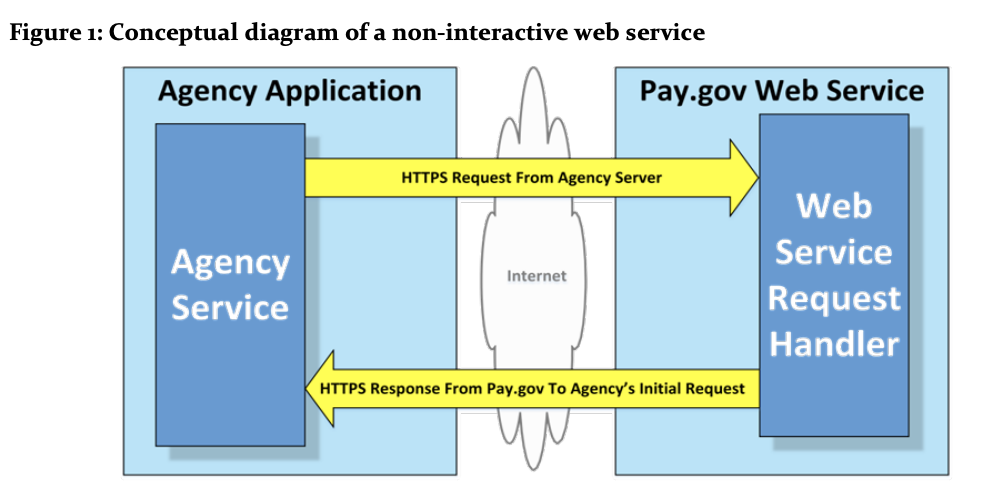 Figure 1: Conceptual diagram of a non-interactive web service
Agency Application
Pay.gov Web Service
HTTPS Request From Agency Server
Agency
Service
Internet
Web
Service
Request
Handler
HTTPS Response From Pay.gov To Agency's Initial Request